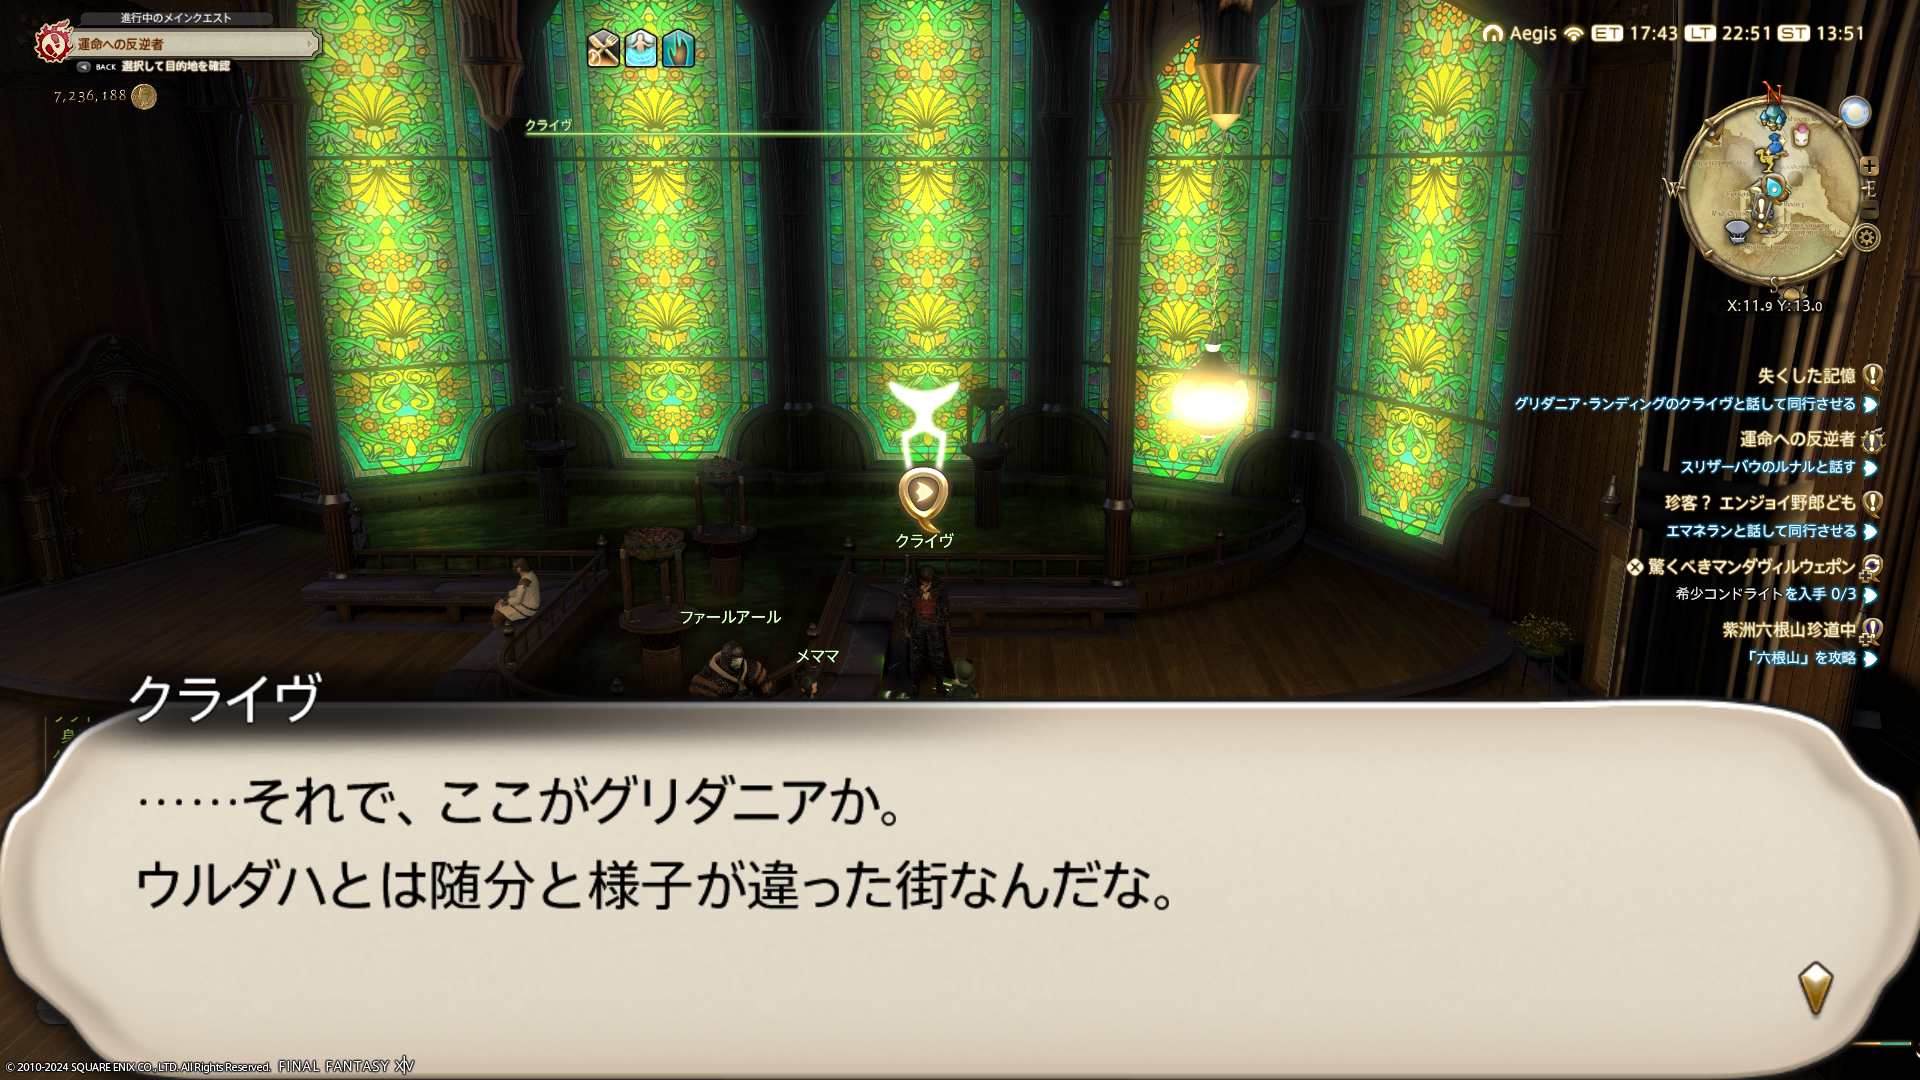 進行中のメインクエスト
運命への反逆者
BACK 選択して目的地を確認
7,236,188
Aegis ET 17:43 LT 22:51 ST 13:51
クライヴ
N
W
E
S
X:11.9 Y:13.0
失くした記憶
グリダニア・ランディングのクライヴと話して同行させる
運命への反逆者
スリザーバウのルナルと話す
珍客？ エンジョイ野郎ども
エマネランと話して同行させる
驚くべきマンダヴィルウェポン
希少コンドライトを入手 0/3
紫洲六根山珍道中
「六根山」を攻略
クライヴ
ファールアール
メママ
クライヴ
……それで、ここがグリダニアか。
ウルダハとは随分と様子が違った街なんだな。
© 2010-2024 SQUARE ENIX CO., LTD. All Rights Reserved. FINAL FANTASY XIV